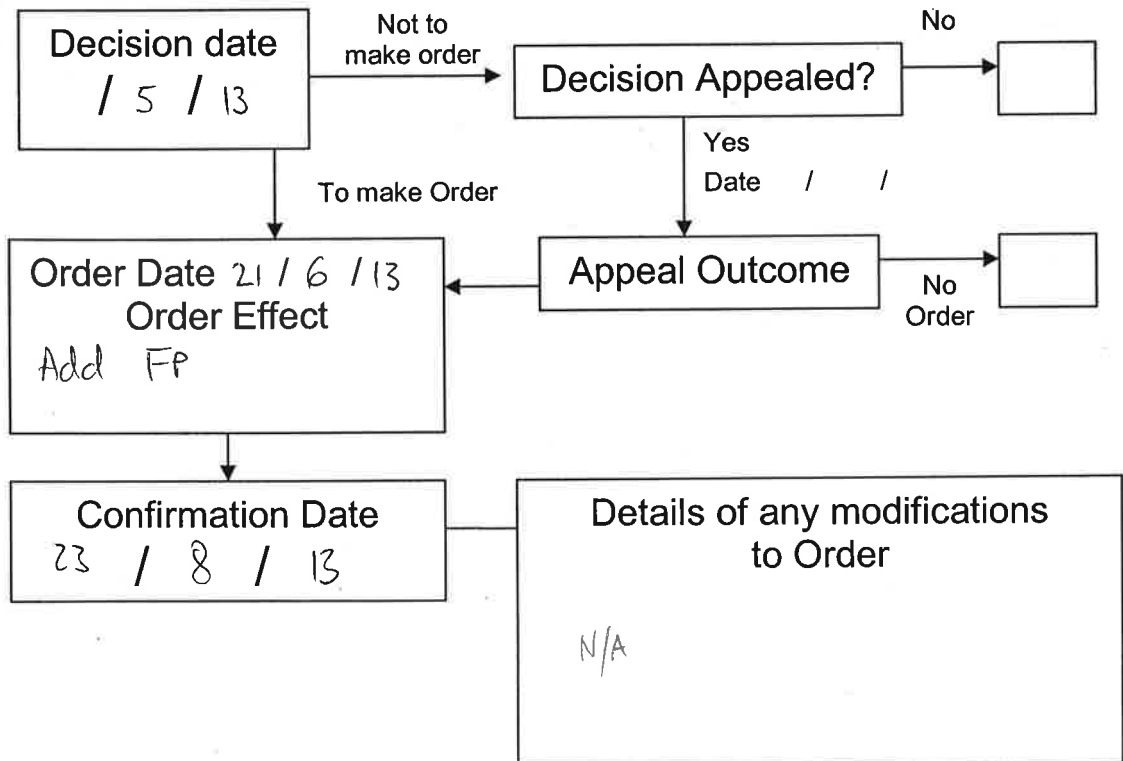 Decision date
/ 5 / 13
Not to
make order
Decision Appealed?
No
Yes
Date / /
To make Order
Order Date 21 / 6 / 13
Order Effect
Add FP
Appeal Outcome
No
Order
Confirmation Date
23 / 8 / 13
Details of any modifications
to Order
N/A